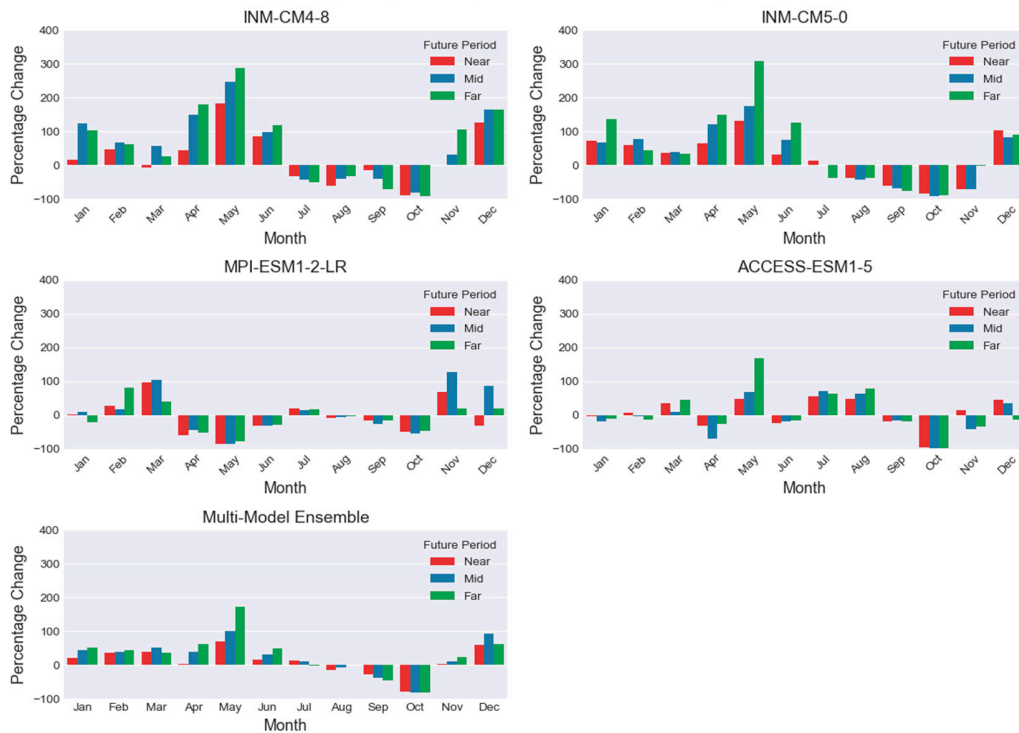 INM-CM4-8
Percentage Change
400
300
200
100
0
−100
Future Period
Near
Mid
Far
Jan Feb Mar Apr May Jun Jul Aug Sep Oct Nov Dec
Month
INM-CM5-0
Percentage Change
400
300
200
100
0
−100
Future Period
Near
Mid
Far
Jan Feb Mar Apr May Jun Jul Aug Sep Oct Nov Dec
Month
MPI-ESM1-2-LR
Percentage Change
400
300
200
100
0
−100
Future Period
Near
Mid
Far
Jan Feb Mar Apr May Jun Jul Aug Sep Oct Nov Dec
Month
ACCESS-ESM1-5
Percentage Change
400
300
200
100
0
−100
Future Period
Near
Mid
Far
Jan Feb Mar Apr May Jun Jul Aug Sep Oct Nov Dec
Month
Multi-Model Ensemble
Percentage Change
400
300
200
100
0
−100
Future Period
Near
Mid
Far
Jan Feb Mar Apr May Jun Jul Aug Sep Oct Nov Dec
Month